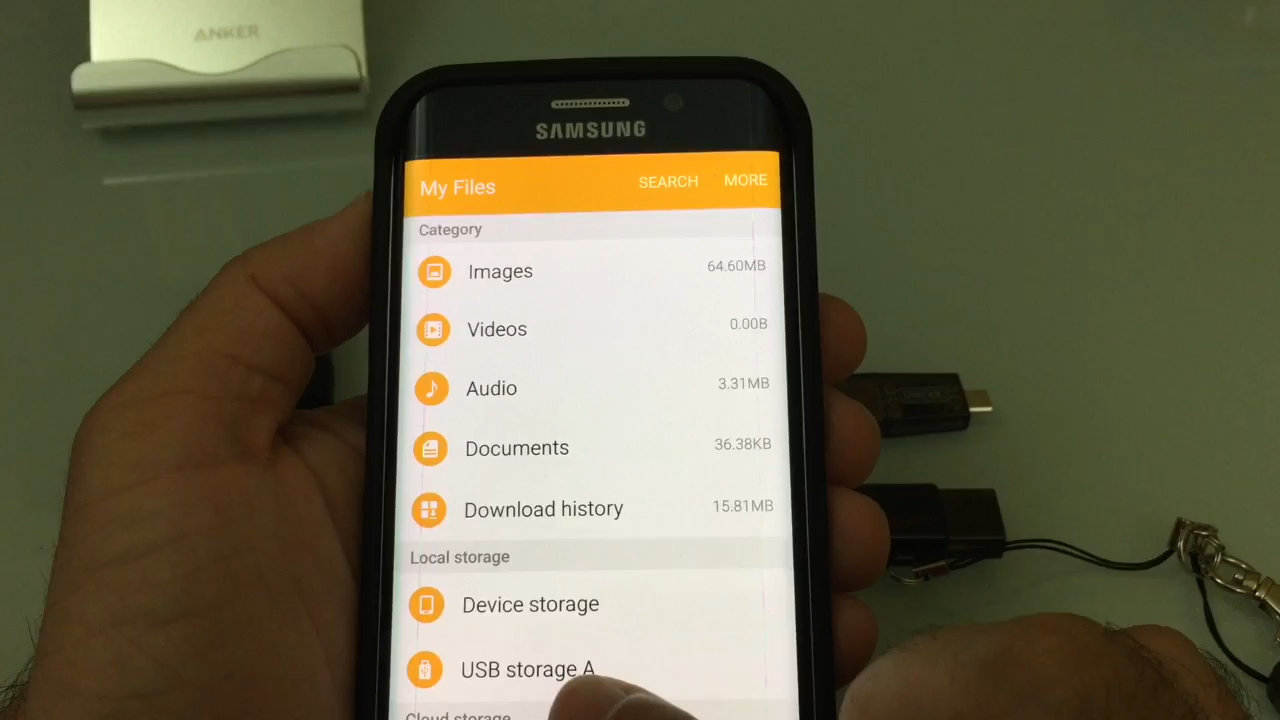 ANKER
SAMSUNG
My Files SEARCH MORE
Category
Images 64.60MB
Videos 0.00B
Audio 3.31MB
Documents 36.38KB
Download history 15.81MB
Local storage
Device storage
USB storage A
Cloud storage